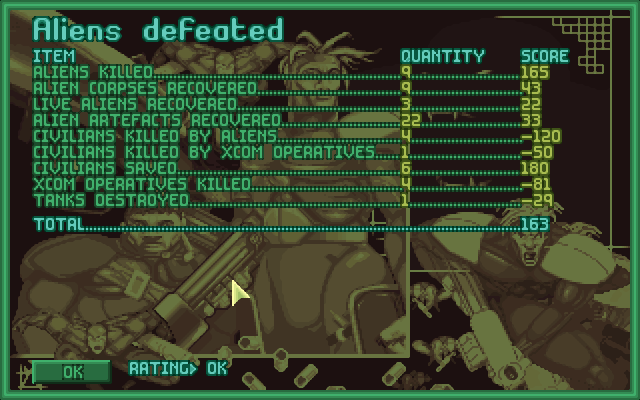 Aliens defeated
ITEM QUANTITY SCORE
ALIENS KILLED 9 165
ALIEN CORPSES RECOVERED 9 43
LIVE ALIENS RECOVERED 3 22
ALIEN ARTEFACTS RECOVERED 22 33
CIVILIANS KILLED BY ALIENS 4 -120
CIVILIANS KILLED BY XCOM OPERATIVES 1 -50
CIVILIANS SAVED 6 180
XCOM OPERATIVES KILLED 4 -81
TANKS DESTROYED 1 -29
TOTAL 163
OK RATING> OK